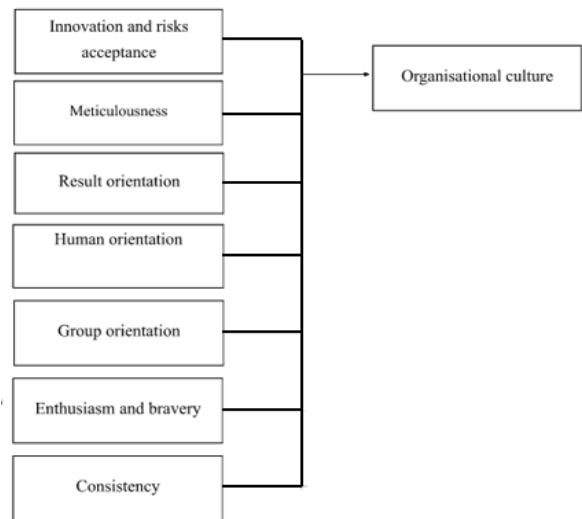 Innovation and risks
acceptance
Organisational culture
Meticulousness
Result orientation
Human orientation
Group orientation
Enthusiasm and bravery
Consistency